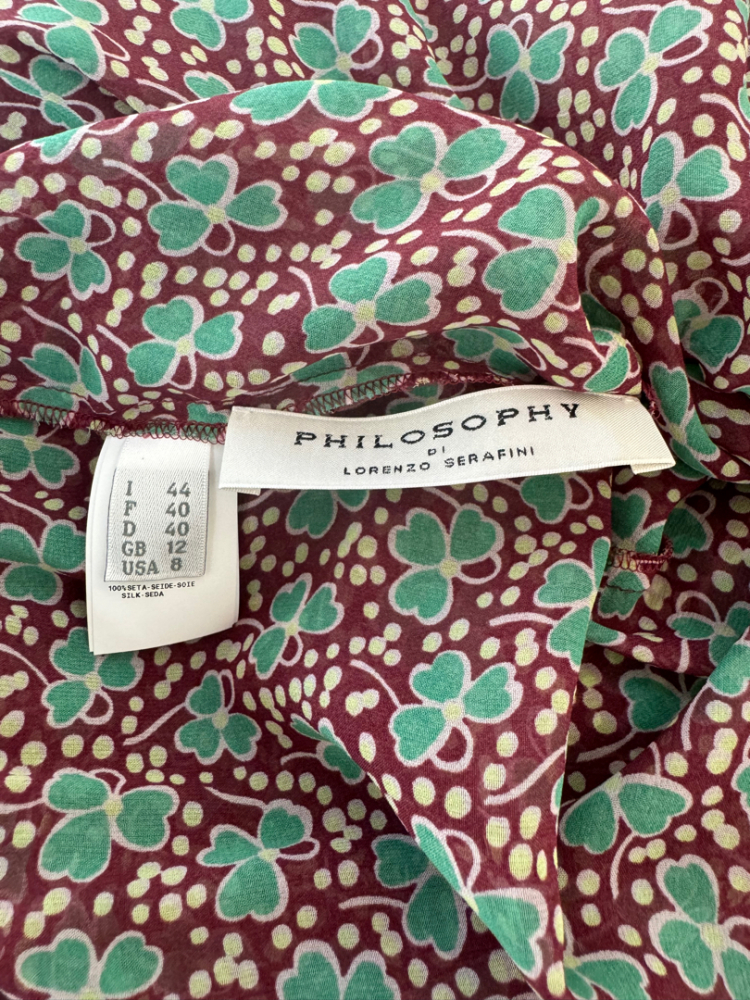 PHILOSOPHY
DI
LORENZO SERAFINI
I 44
F 40
D 40
GB 12
USA 8
100%SETA-SEIDE-SOIE
SILK-SEDA